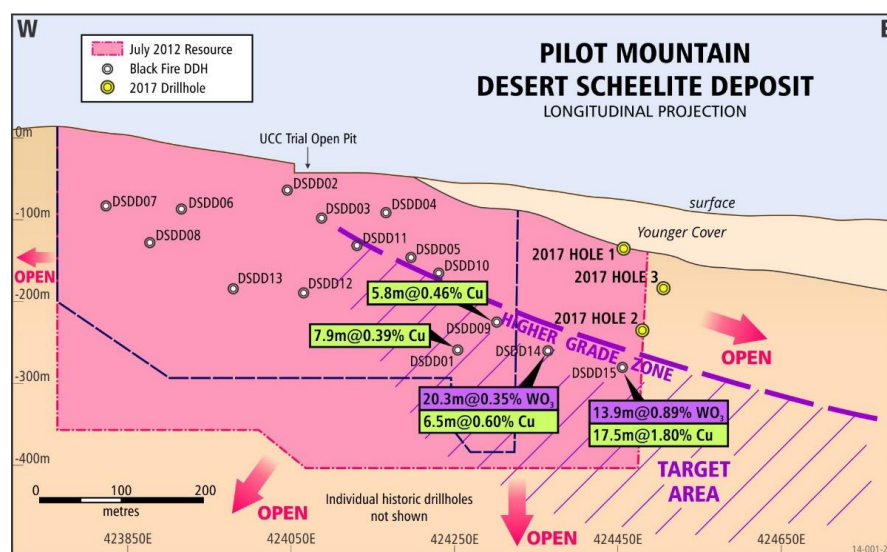 W
E
July 2012 Resource
Black Fire DDH
2017 Drillhole
PILOT MOUNTAIN
DESERT SCHEELITE DEPOSIT
LONGITUDINAL PROJECTION
0m
UCC Trial Open Pit
DSDD02
DSDD07
DSDD06
DSDD03
DSDD04
surface
-100m
Younger Cover
DSDD08
DSDD11
DSDD05
2017 HOLE 1
OPEN
DSDD10
2017 HOLE 3
DSDD13
DSDD12
-200m
5.8m@0.46% Cu
2017 HOLE 2
DSDD09
HIGHER GRADE ZONE
7.9m@0.39% Cu
DSDD01
DSDD14
OPEN
DSDD15
-300m
20.3m@0.35% WO₃
6.5m@0.60% Cu
13.9m@0.89% WO₃
17.5m@1.80% Cu
-400m
TARGET
AREA
0 100 200
metres
Individual historic drillholes
not shown
OPEN
OPEN
423850E 424050E 424250E 424450E 424650E